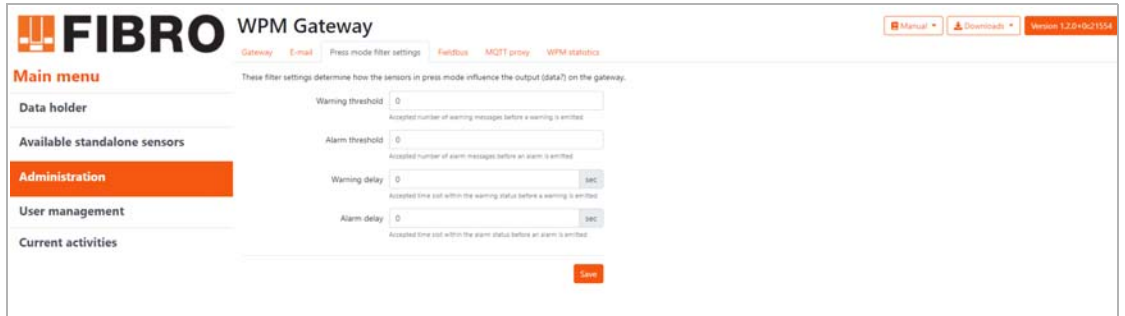 FIBRO
WPM Gateway
Manual
Downloads
Version 1.2.0+0c21554
Gateway E-mail Press mode filter settings Fieldbus MQTT proxy WPM statistics
Main menu
Data holder
Available standalone sensors
Administration
User management
Current activities
These filter settings determine how the sensors in press mode influence the output (data?) on the gateway.
Warning threshold 0
Accepted number of warning messages before a warning is emitted
Alarm threshold 0
Accepted number of alarm messages before an alarm is emitted
Warning delay 0 sec
Accepted time slot within the warning status before a warning is emitted
Alarm delay 0 sec
Accepted time slot within the alarm status before an alarm is emitted
Save